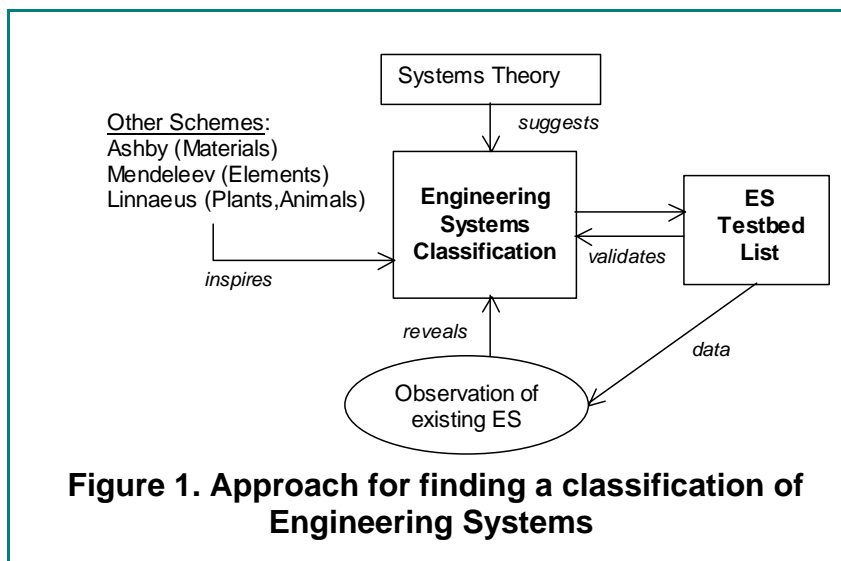 Systems Theory
suggests
Other Schemes:
Ashby (Materials)
Mendeleev (Elements)
Linnaeus (Plants,Animals)
inspires
Engineering
Systems
Classification
ES
Testbed
List
validates
reveals
data
Observation of
existing ES
Figure 1. Approach for finding a classification of
Engineering Systems